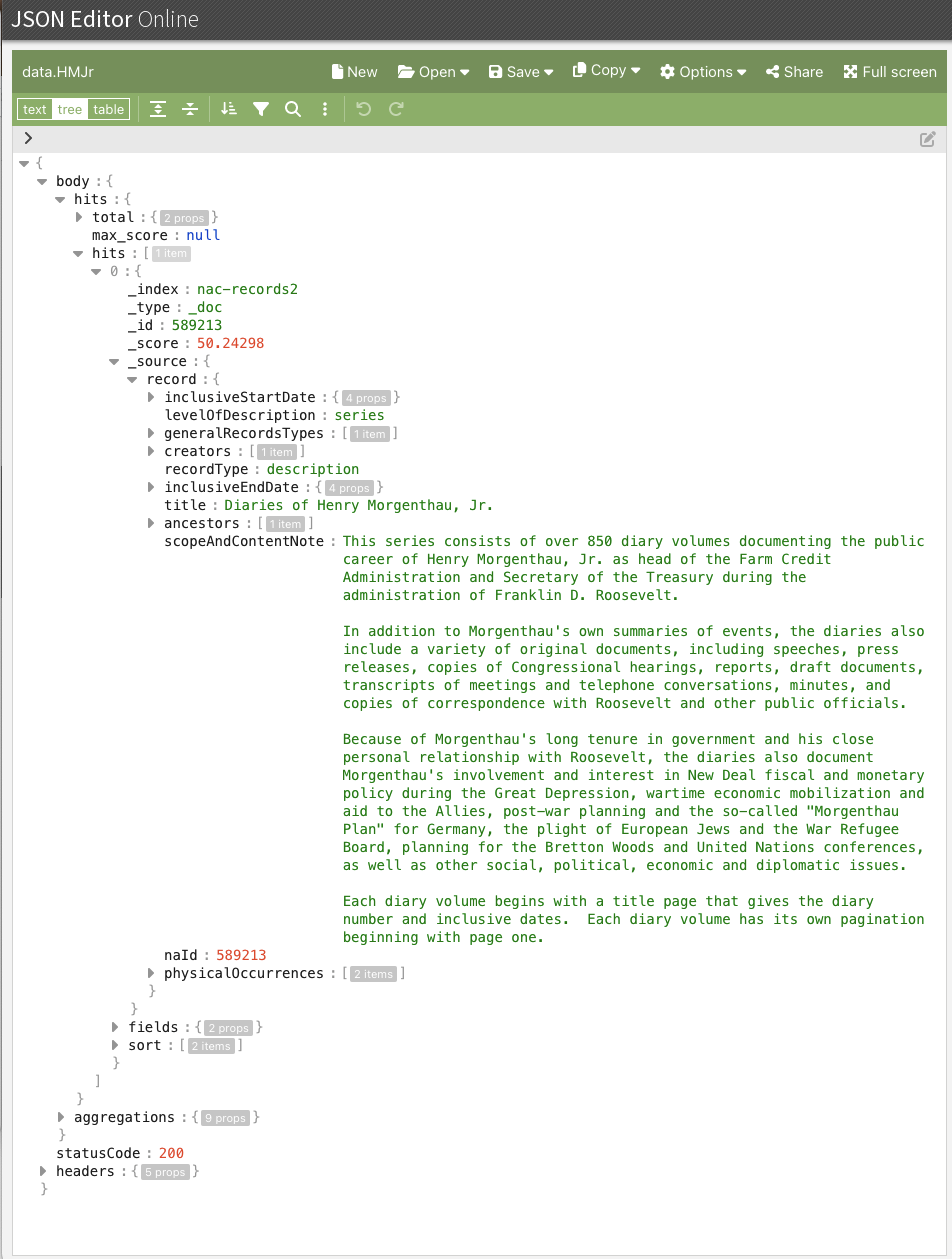 JSON Editor Online
data.HMJr New Open Save Copy Options Share Full screen
text tree table
{
body : {
hits : {
total : { 2 props }
max_score : null
hits : [ 1 item
0 : {
_index : nac-records2
_type : _doc
_id : 589213
_score : 50.24298
_source : {
record : {
inclusiveStartDate : { 4 props }
levelOfDescription : series
generalRecordsTypes : [ 1 item ]
creators : [ 1 item ]
recordType : description
inclusiveEndDate : { 4 props }
title : Diaries of Henry Morgenthau, Jr.
ancestors : [ 1 item ]
scopeAndContentNote : This series consists of over 850 diary volumes documenting the public
career of Henry Morgenthau, Jr. as head of the Farm Credit
Administration and Secretary of the Treasury during the
administration of Franklin D. Roosevelt.
In addition to Morgenthau's own summaries of events, the diaries also
include a variety of original documents, including speeches, press
releases, copies of Congressional hearings, reports, draft documents,
transcripts of meetings and telephone conversations, minutes, and
copies of correspondence with Roosevelt and other public officials.
Because of Morgenthau's long tenure in government and his close
personal relationship with Roosevelt, the diaries also document
Morgenthau's involvement and interest in New Deal fiscal and monetary
policy during the Great Depression, wartime economic mobilization and
aid to the Allies, post-war planning and the so-called "Morgenthau
Plan" for Germany, the plight of European Jews and the War Refugee
Board, planning for the Bretton Woods and United Nations conferences,
as well as other social, political, economic and diplomatic issues.
Each diary volume begins with a title page that gives the diary
number and inclusive dates.  Each diary volume has its own pagination
beginning with page one.
naId : 589213
physicalOccurrences : [ 2 items ]
}
}
fields : { 2 props }
sort : [ 2 items ]
}
]
}
aggregations : { 9 props }
}
statusCode : 200
headers : { 5 props }
}